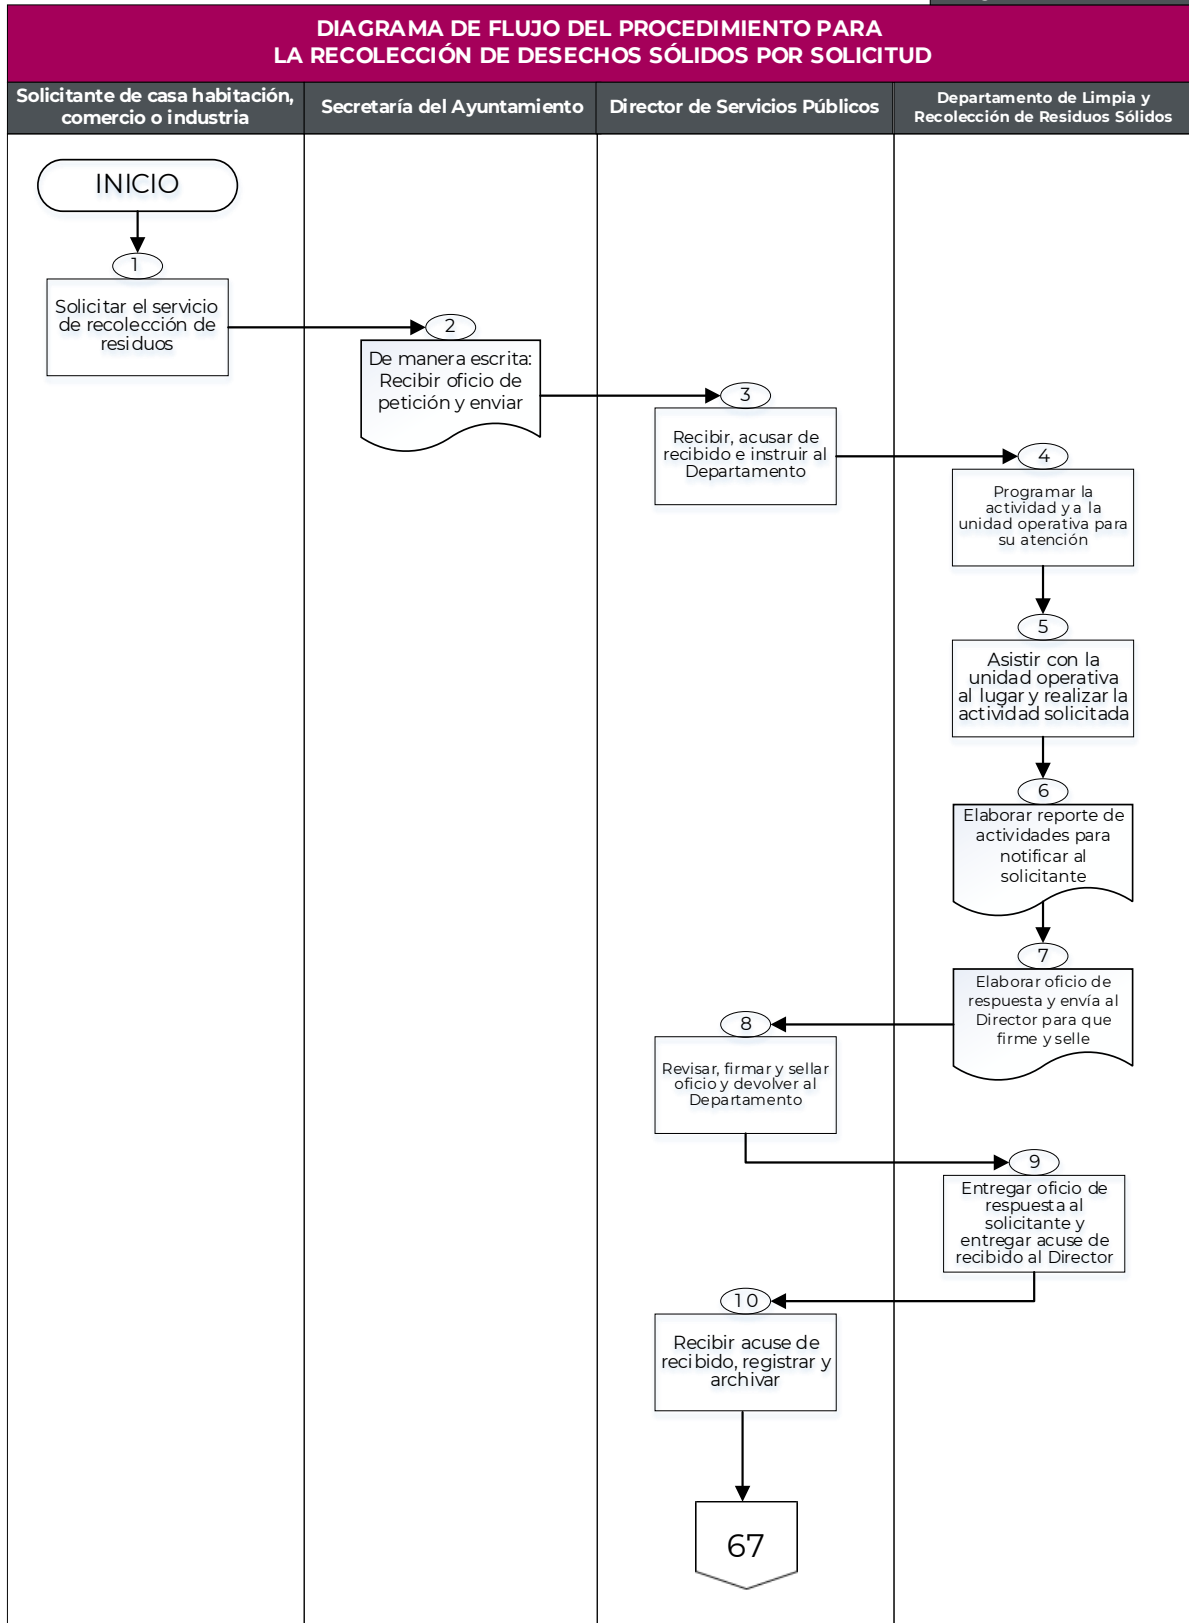 DIAGRAMA DE FLUJO DEL PROCEDIMIENTO PARA
LA RECOLECCIÓN DE DESECHOS SÓLIDOS POR SOLICITUD
Solicitante de casa habitación,
comercio o industria
Secretaría del Ayuntamiento
Director de Servicios Públicos
Departamento de Limpia y
Recolección de Residuos Sólidos
INICIO
1
Solicitar el servicio
de recolección de
residuos
2
De manera escrita:
Recibir oficio de
petición y enviar
3
Recibir, acusar de
recibido e instruir al
Departamento
4
Programar la
actividad y a la
unidad operativa para
su atención
5
Asistir con la
unidad operativa
al lugar y realizar la
actividad solicitada
6
Elaborar reporte de
actividades para
notificar al
solicitante
7
Elaborar oficio de
respuesta y envía al
Director para que
firme y selle
8
Revisar, firmar y sellar
oficio y devolver al
Departamento
9
Entregar oficio de
respuesta al
solicitante y
entregar acuse de
recibido al Director
10
Recibir acuse de
recibido, registrar y
archivar
67